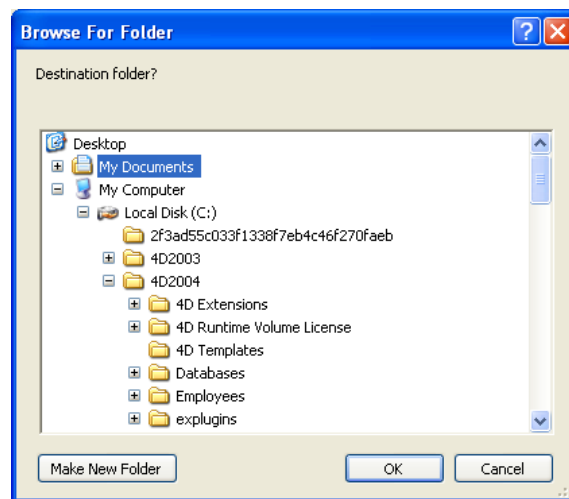 Browse For Folder
Destination folder?
Desktop
My Documents
My Computer
Local Disk (C:)
2f3ad55c033f1338f7eb4c46f270faeb
4D2003
4D2004
4D Extensions
4D Runtime Volume License
4D Templates
Databases
Employees
explugins
Make New Folder OK Cancel